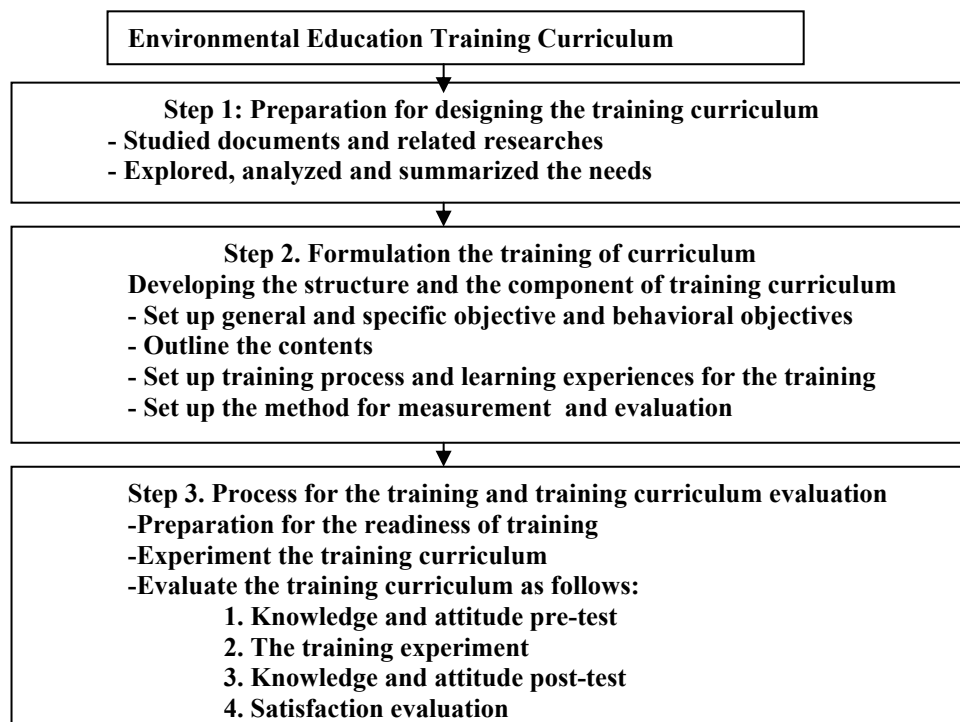 Environmental Education Training Curriculum
Step 1: Preparation for designing the training curriculum
- Studied documents and related researches
- Explored, analyzed and summarized the needs
Step 2. Formulation the training of curriculum
Developing the structure and the component of training curriculum
- Set up general and specific objective and behavioral objectives
- Outline the contents
- Set up training process and learning experiences for the training
- Set up the method for measurement and evaluation
Step 3. Process for the training and training curriculum evaluation
-Preparation for the readiness of training
-Experiment the training curriculum
-Evaluate the training curriculum as follows:
1. Knowledge and attitude pre-test
2. The training experiment
3. Knowledge and attitude post-test
4. Satisfaction evaluation